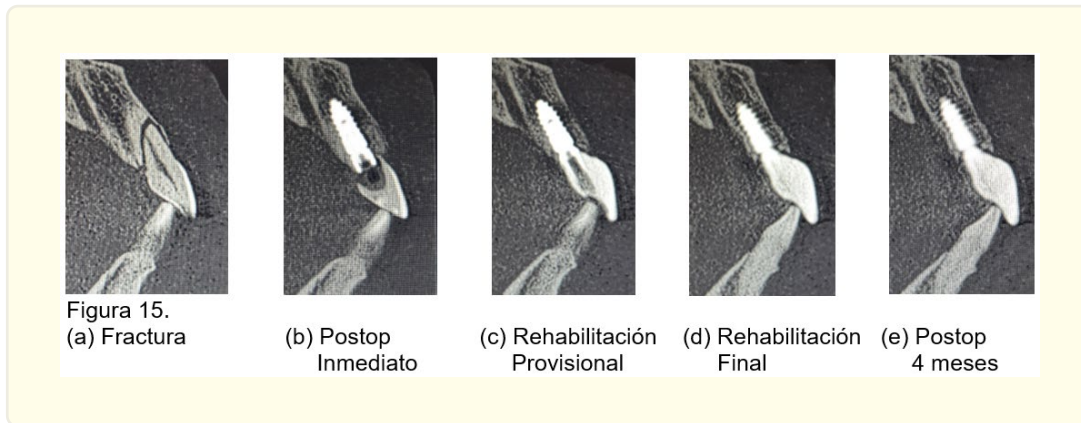 Figura 15.
(a) Fractura
(b) Postop
Inmediato
(c) Rehabilitación
Provisional
(d) Rehabilitación
Final
(e) Postop
4 meses